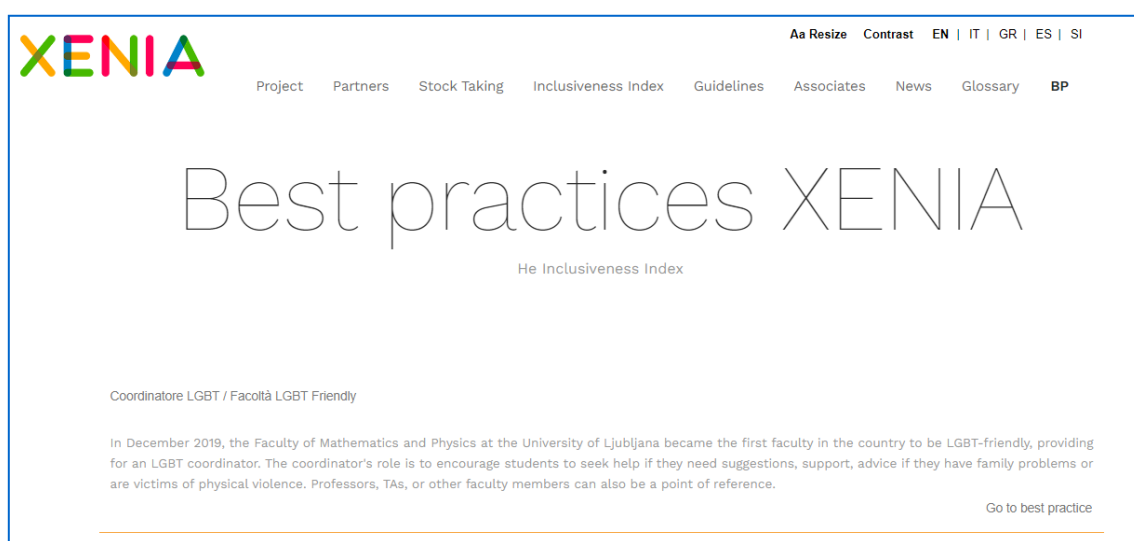 XENIA
Aa Resize Contrast EN | IT | GR | ES | SI
Project Partners Stock Taking Inclusiveness Index Guidelines Associates News Glossary BP
Best practices XENIA
He Inclusiveness Index
Coordinatore LGBT / Facoltà LGBT Friendly
In December 2019, the Faculty of Mathematics and Physics at the University of Ljubljana became the first faculty in the country to be LGBT-friendly, providing
for an LGBT coordinator. The coordinator's role is to encourage students to seek help if they need suggestions, support, advice if they have family problems or
are victims of physical violence. Professors, TAs, or other faculty members can also be a point of reference.
Go to best practice